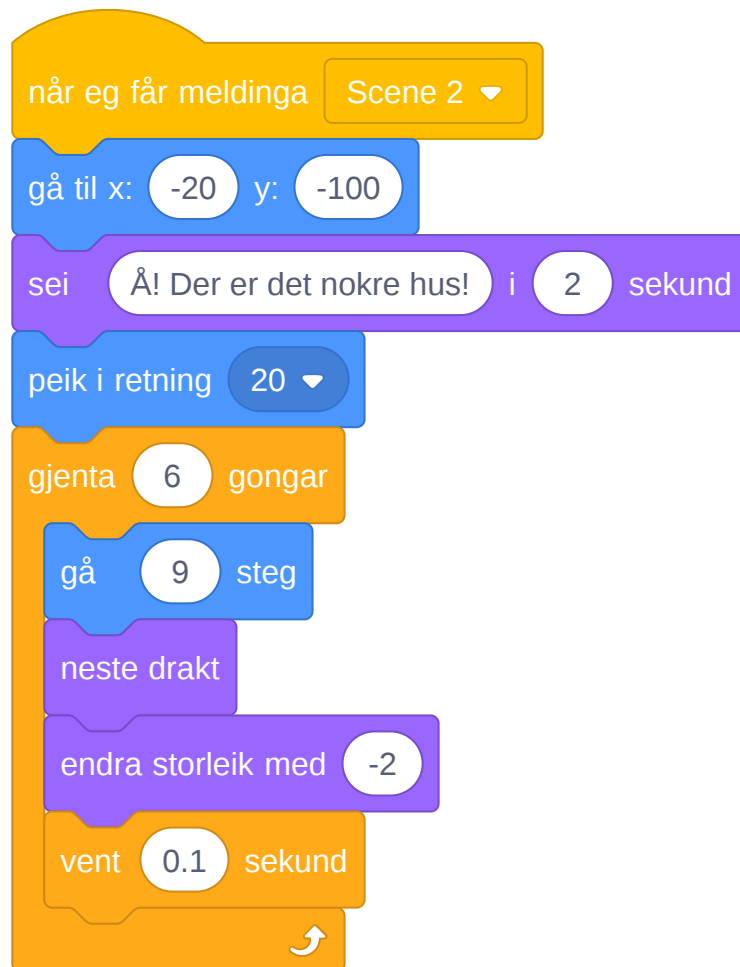 når eg får meldinga Scene 2
gå til x: -20 y: -100
sei Å! Der er det nokre hus! i 2 sekund
peik i retning 20
gjenta 6 gongar
gå 9 steg
neste drakt
endra storleik med -2
vent 0.1 sekund